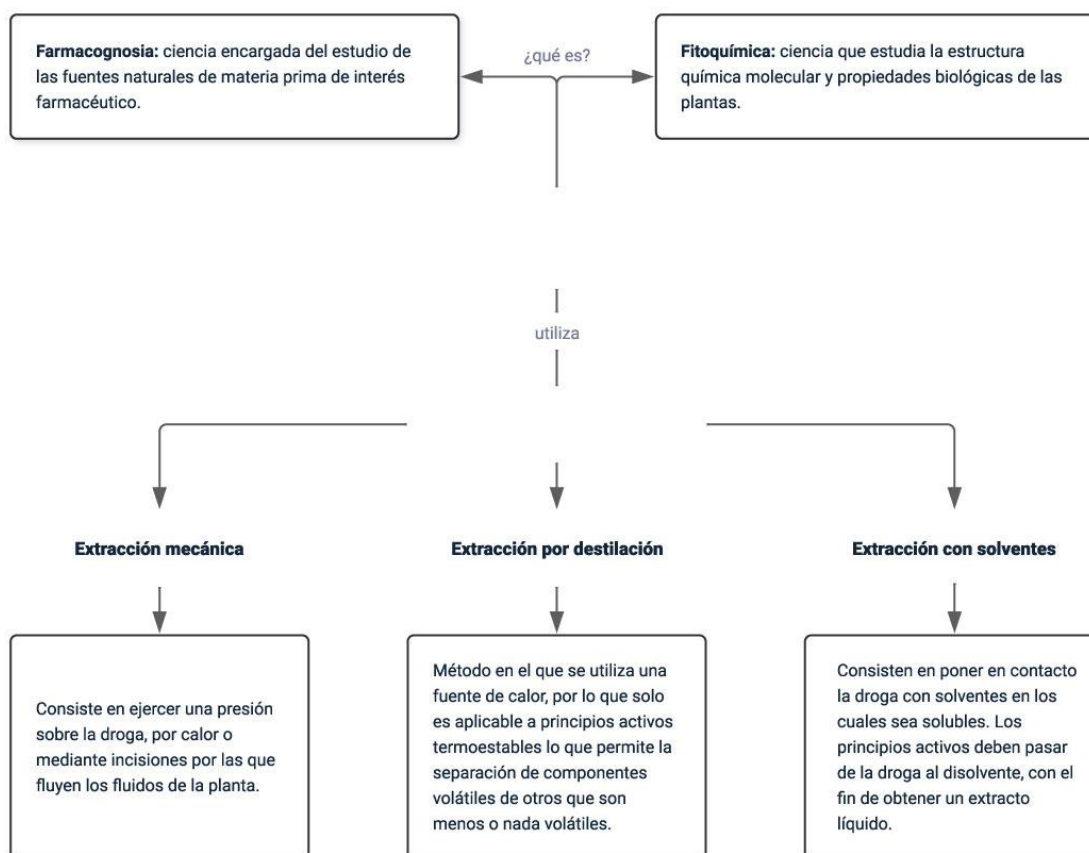 Farmacognosia: ciencia encargada del estudio de
las fuentes naturales de materia prima de interés
farmacéutico.
¿qué es?
Fitoquímica: ciencia que estudia la estructura
química molecular y propiedades biológicas de las
plantas.
utiliza
Extracción mecánica
Extracción por destilación
Extracción con solventes
Consiste en ejercer una presión
sobre la droga, por calor o
mediante incisiones por las que
fluyen los fluidos de la planta.
Método en el que se utiliza una
fuente de calor, por lo que solo
es aplicable a principios activos
termoestables lo que permite la
separación de componentes
volátiles de otros que son
menos o nada volátiles.
Consisten en poner en contacto
la droga con solventes en los
cuales sea solubles. Los
principios activos deben pasar
de la droga al disolvente, con el
fin de obtener un extracto
líquido.